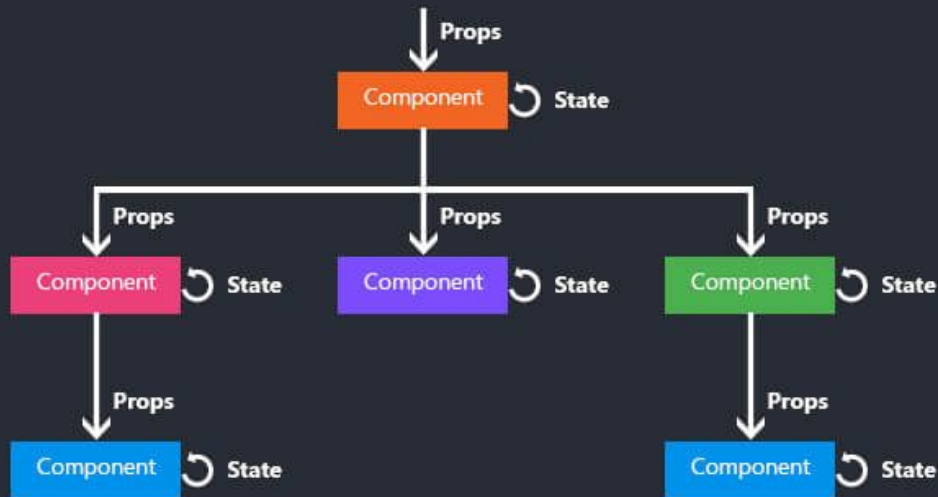 Props
Component State
Props Props Props
Component State Component State Component State
Props Props
Component State Component State